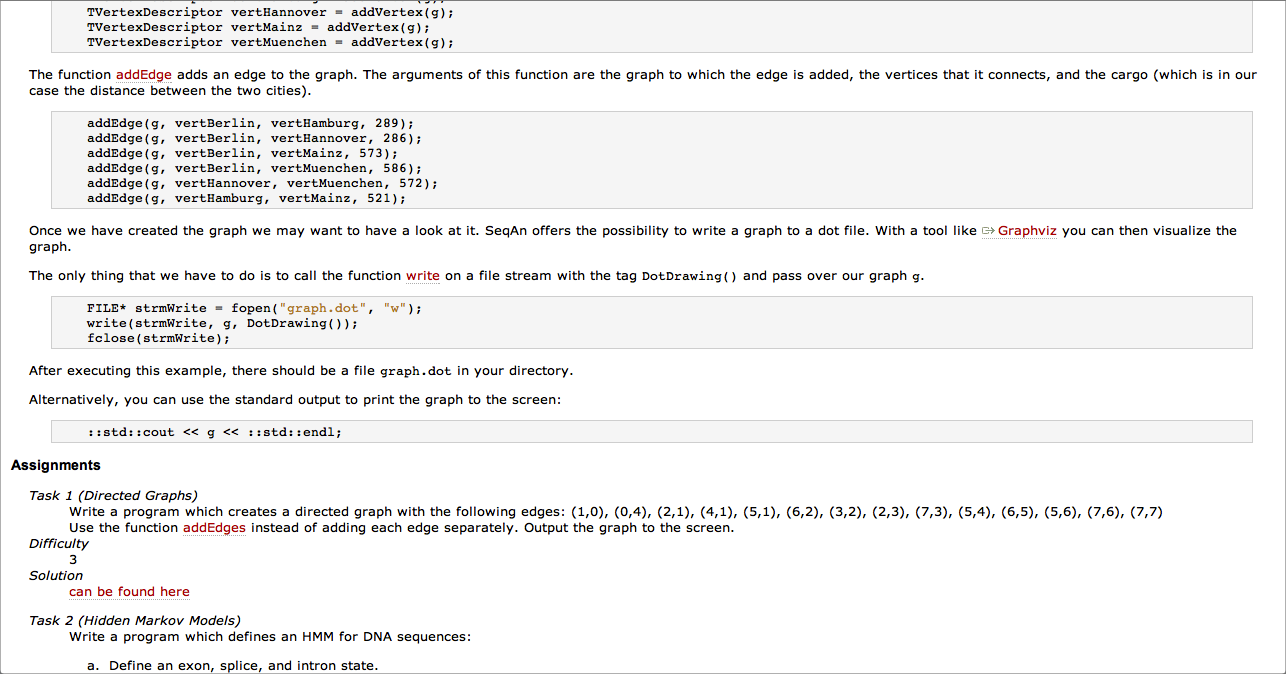 TVertexDescriptor vertHannover = addVertex(g);
TVertexDescriptor vertMainz = addVertex(g);
TVertexDescriptor vertMuenchen = addVertex(g);
The function addEdge adds an edge to the graph. The arguments of this function are the graph to which the edge is added, the vertices that it connects, and the cargo (which is in our
case the distance between the two cities).
addEdge(g, vertBerlin, vertHamburg, 289);
addEdge(g, vertBerlin, vertHannover, 286);
addEdge(g, vertBerlin, vertMainz, 573);
addEdge(g, vertBerlin, vertMuenchen, 586);
addEdge(g, vertHannover, vertMuenchen, 572);
addEdge(g, vertHamburg, vertMainz, 521);
Once we have created the graph we may want to have a look at it. SeqAn offers the possibility to write a graph to a dot file. With a tool like Graphviz you can then visualize the
graph.
The only thing that we have to do is to call the function write on a file stream with the tag DotDrawing() and pass over our graph g.
FILE* strmWrite = fopen("graph.dot", "w");
write(strmWrite, g, DotDrawing());
fclose(strmWrite);
After executing this example, there should be a file graph.dot in your directory.
Alternatively, you can use the standard output to print the graph to the screen:
::std::cout << g << ::std::endl;
Assignments
Task 1 (Directed Graphs)
Write a program which creates a directed graph with the following edges: (1,0), (0,4), (2,1), (4,1), (5,1), (6,2), (3,2), (2,3), (7,3), (5,4), (6,5), (5,6), (7,6), (7,7)
Use the function addEdges instead of adding each edge separately. Output the graph to the screen.
Difficulty
3
Solution
can be found here
Task 2 (Hidden Markov Models)
Write a program which defines an HMM for DNA sequences:
a. Define an exon, splice, and intron state.